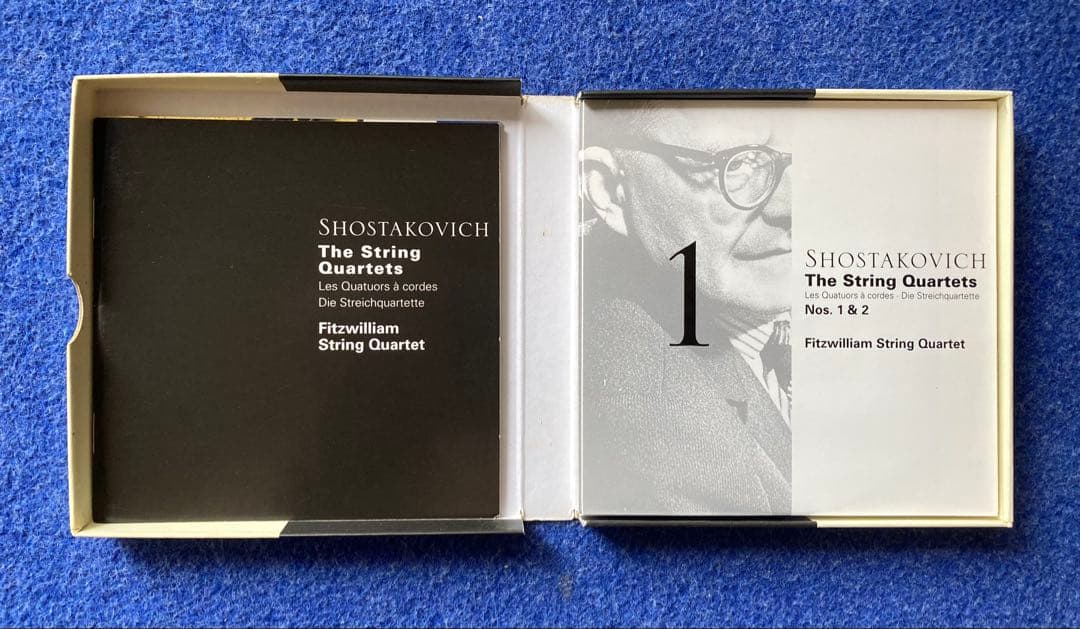 SHOSTAKOVICH
The String
Quartets
Les Quatuors à cordes
Die Streichquartette
Fitzwilliam
String Quartet
1
SHOSTAKOVICH
The String Quartets
Les Quatuors à cordes · Die Streichquartette
Nos. 1 & 2
Fitzwilliam String Quartet